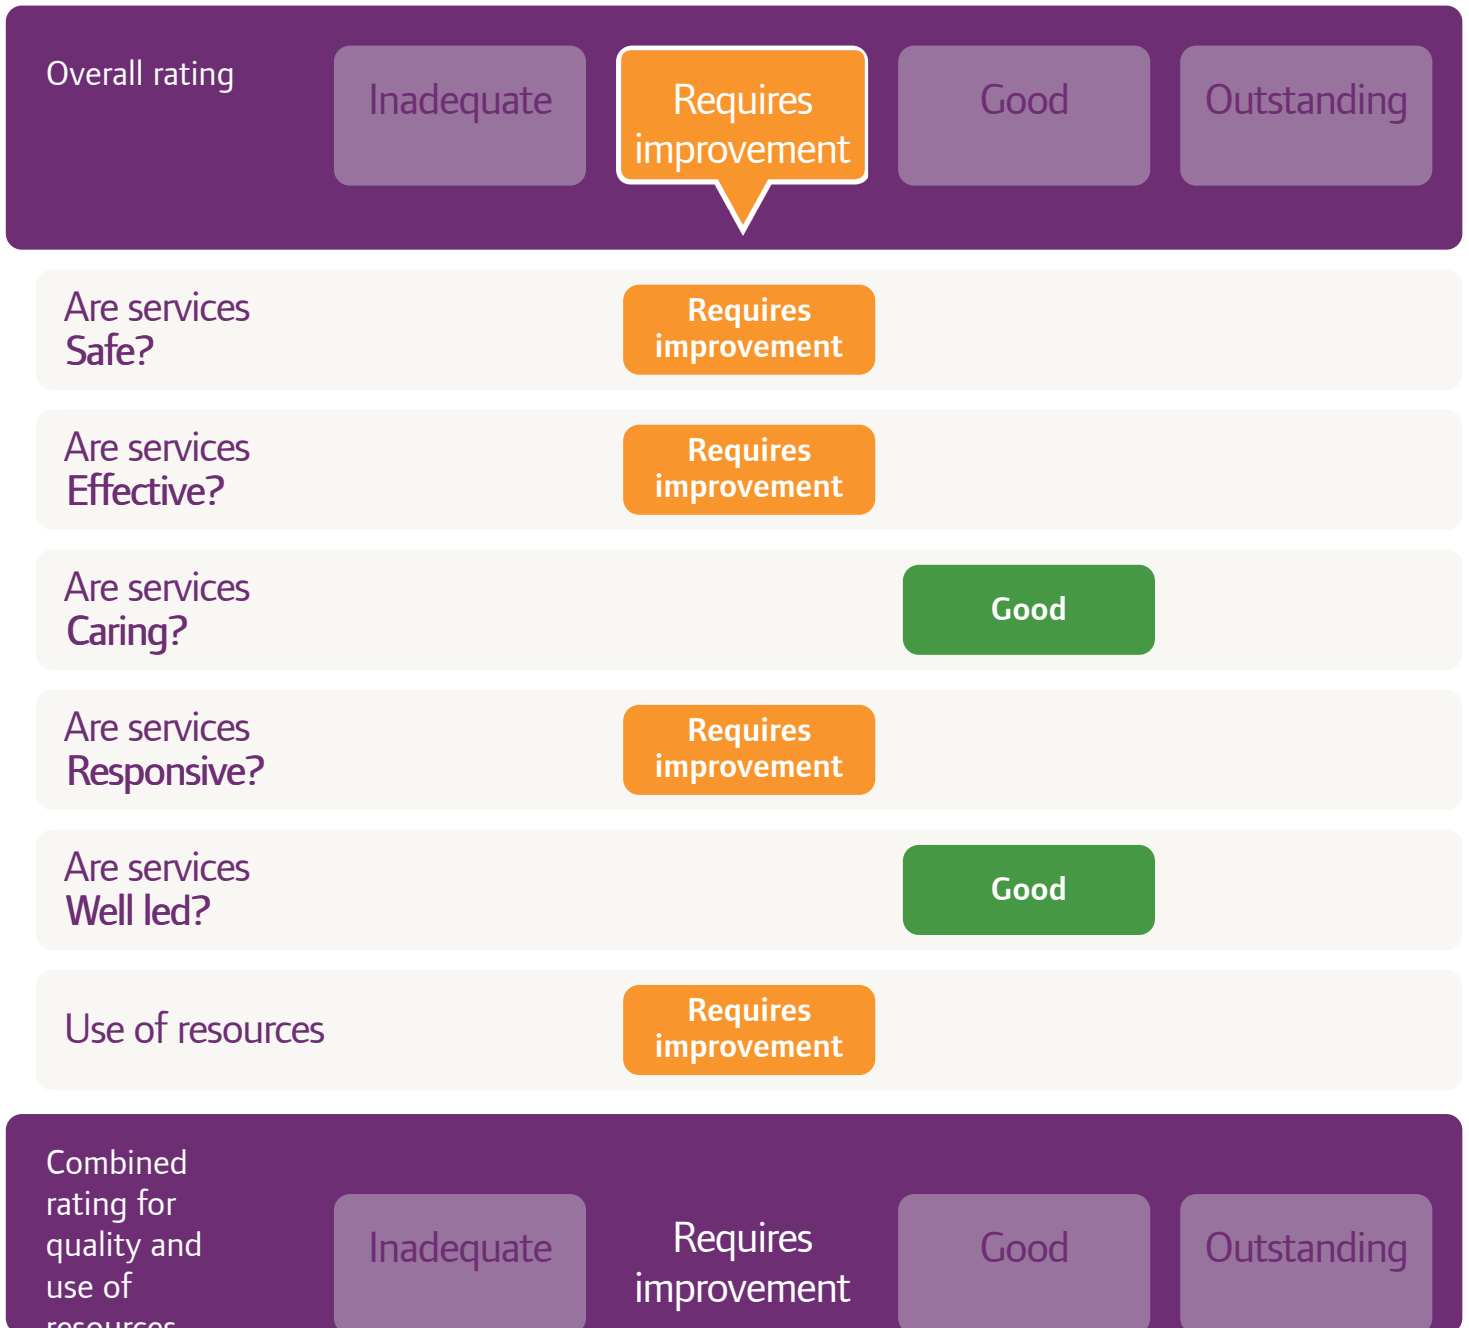 Overall rating
Inadequate
Requires
improvement
Good
Outstanding
Are services
Safe?
Requires
improvement
Are services
Effective?
Requires
improvement
Are services
Caring?
Good
Are services
Responsive?
Requires
improvement
Are services
Well led?
Good
Use of resources
Requires
improvement
Combined
rating for
quality and
use of
resources
Inadequate
Requires
improvement
Good
Outstanding